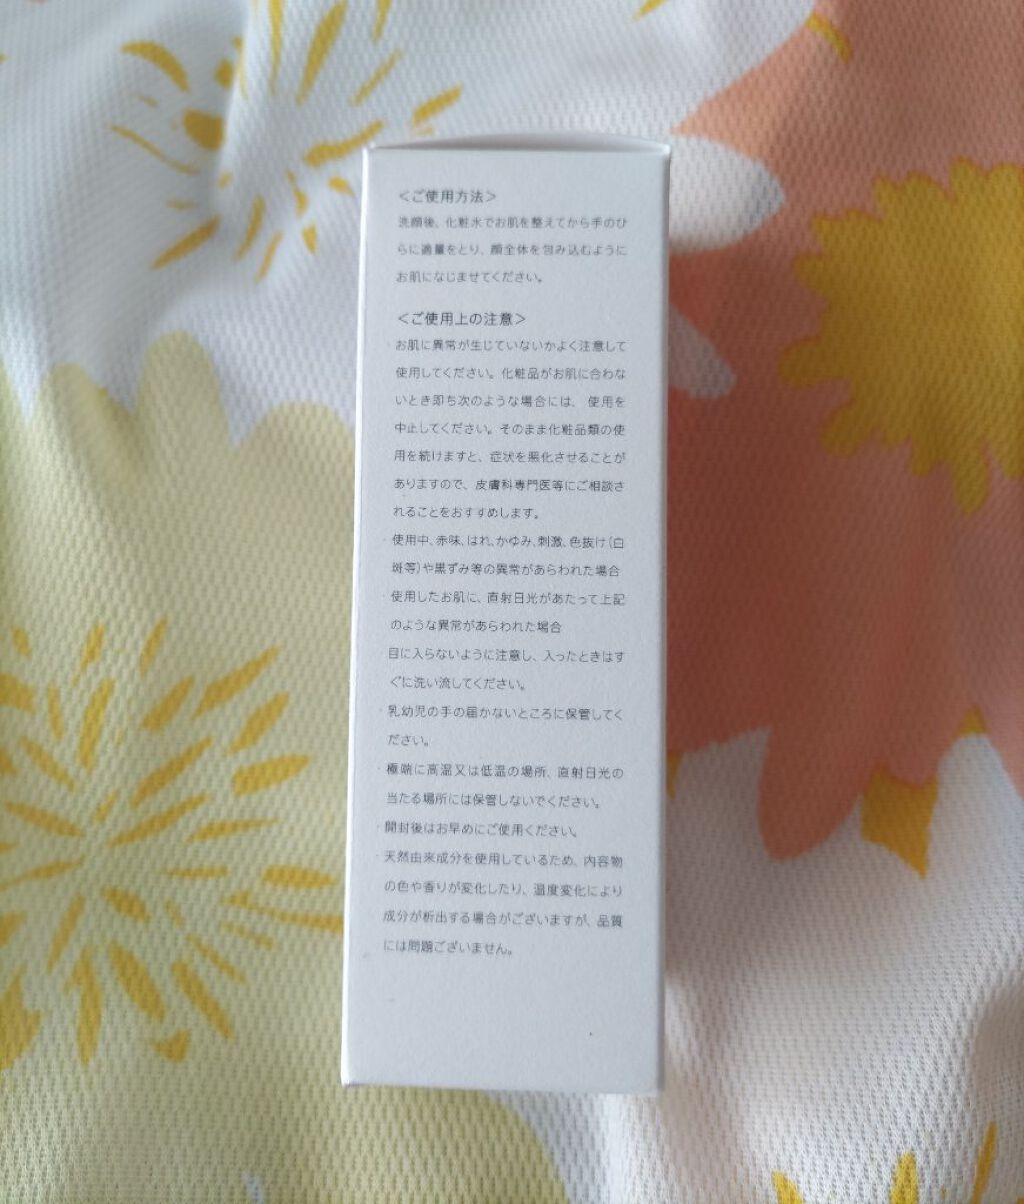 ＜ご使用方法＞
洗顔後、化粧水でお肌を整えてから手のひ
らに適量をとり、顔全体を包み込むように
お肌になじませてください。
＜ご使用上の注意＞
・お肌に異常が生じていないかよく注意して
使用してください。化粧品がお肌に合わな
いとき即ち次のような場合には、使用を
中止してください。そのまま化粧品類の使
用を続けますと、症状を悪化させることが
ありますので、皮膚科専門医等にご相談さ
れることをおすすめします。
・使用中、赤味、はれ、かゆみ、刺激、色抜け(白
斑等)や黒ずみ等の異常があらわれた場合
・使用したお肌に、直射日光があたって上記
のような異常があらわれた場合
・目に入らないように注意し、入ったときはす
ぐに洗い流してください。
・乳幼児の手の届かないところに保管してく
ださい。
・極端に高温又は低温の場所、直射日光の
当たる場所には保管しないでください。
・開封後はお早めにご使用ください。
・天然由来成分を使用しているため、内容物
の色や香りが変化したり、温度変化により
成分が析出する場合がございますが、品質
には問題ございません。